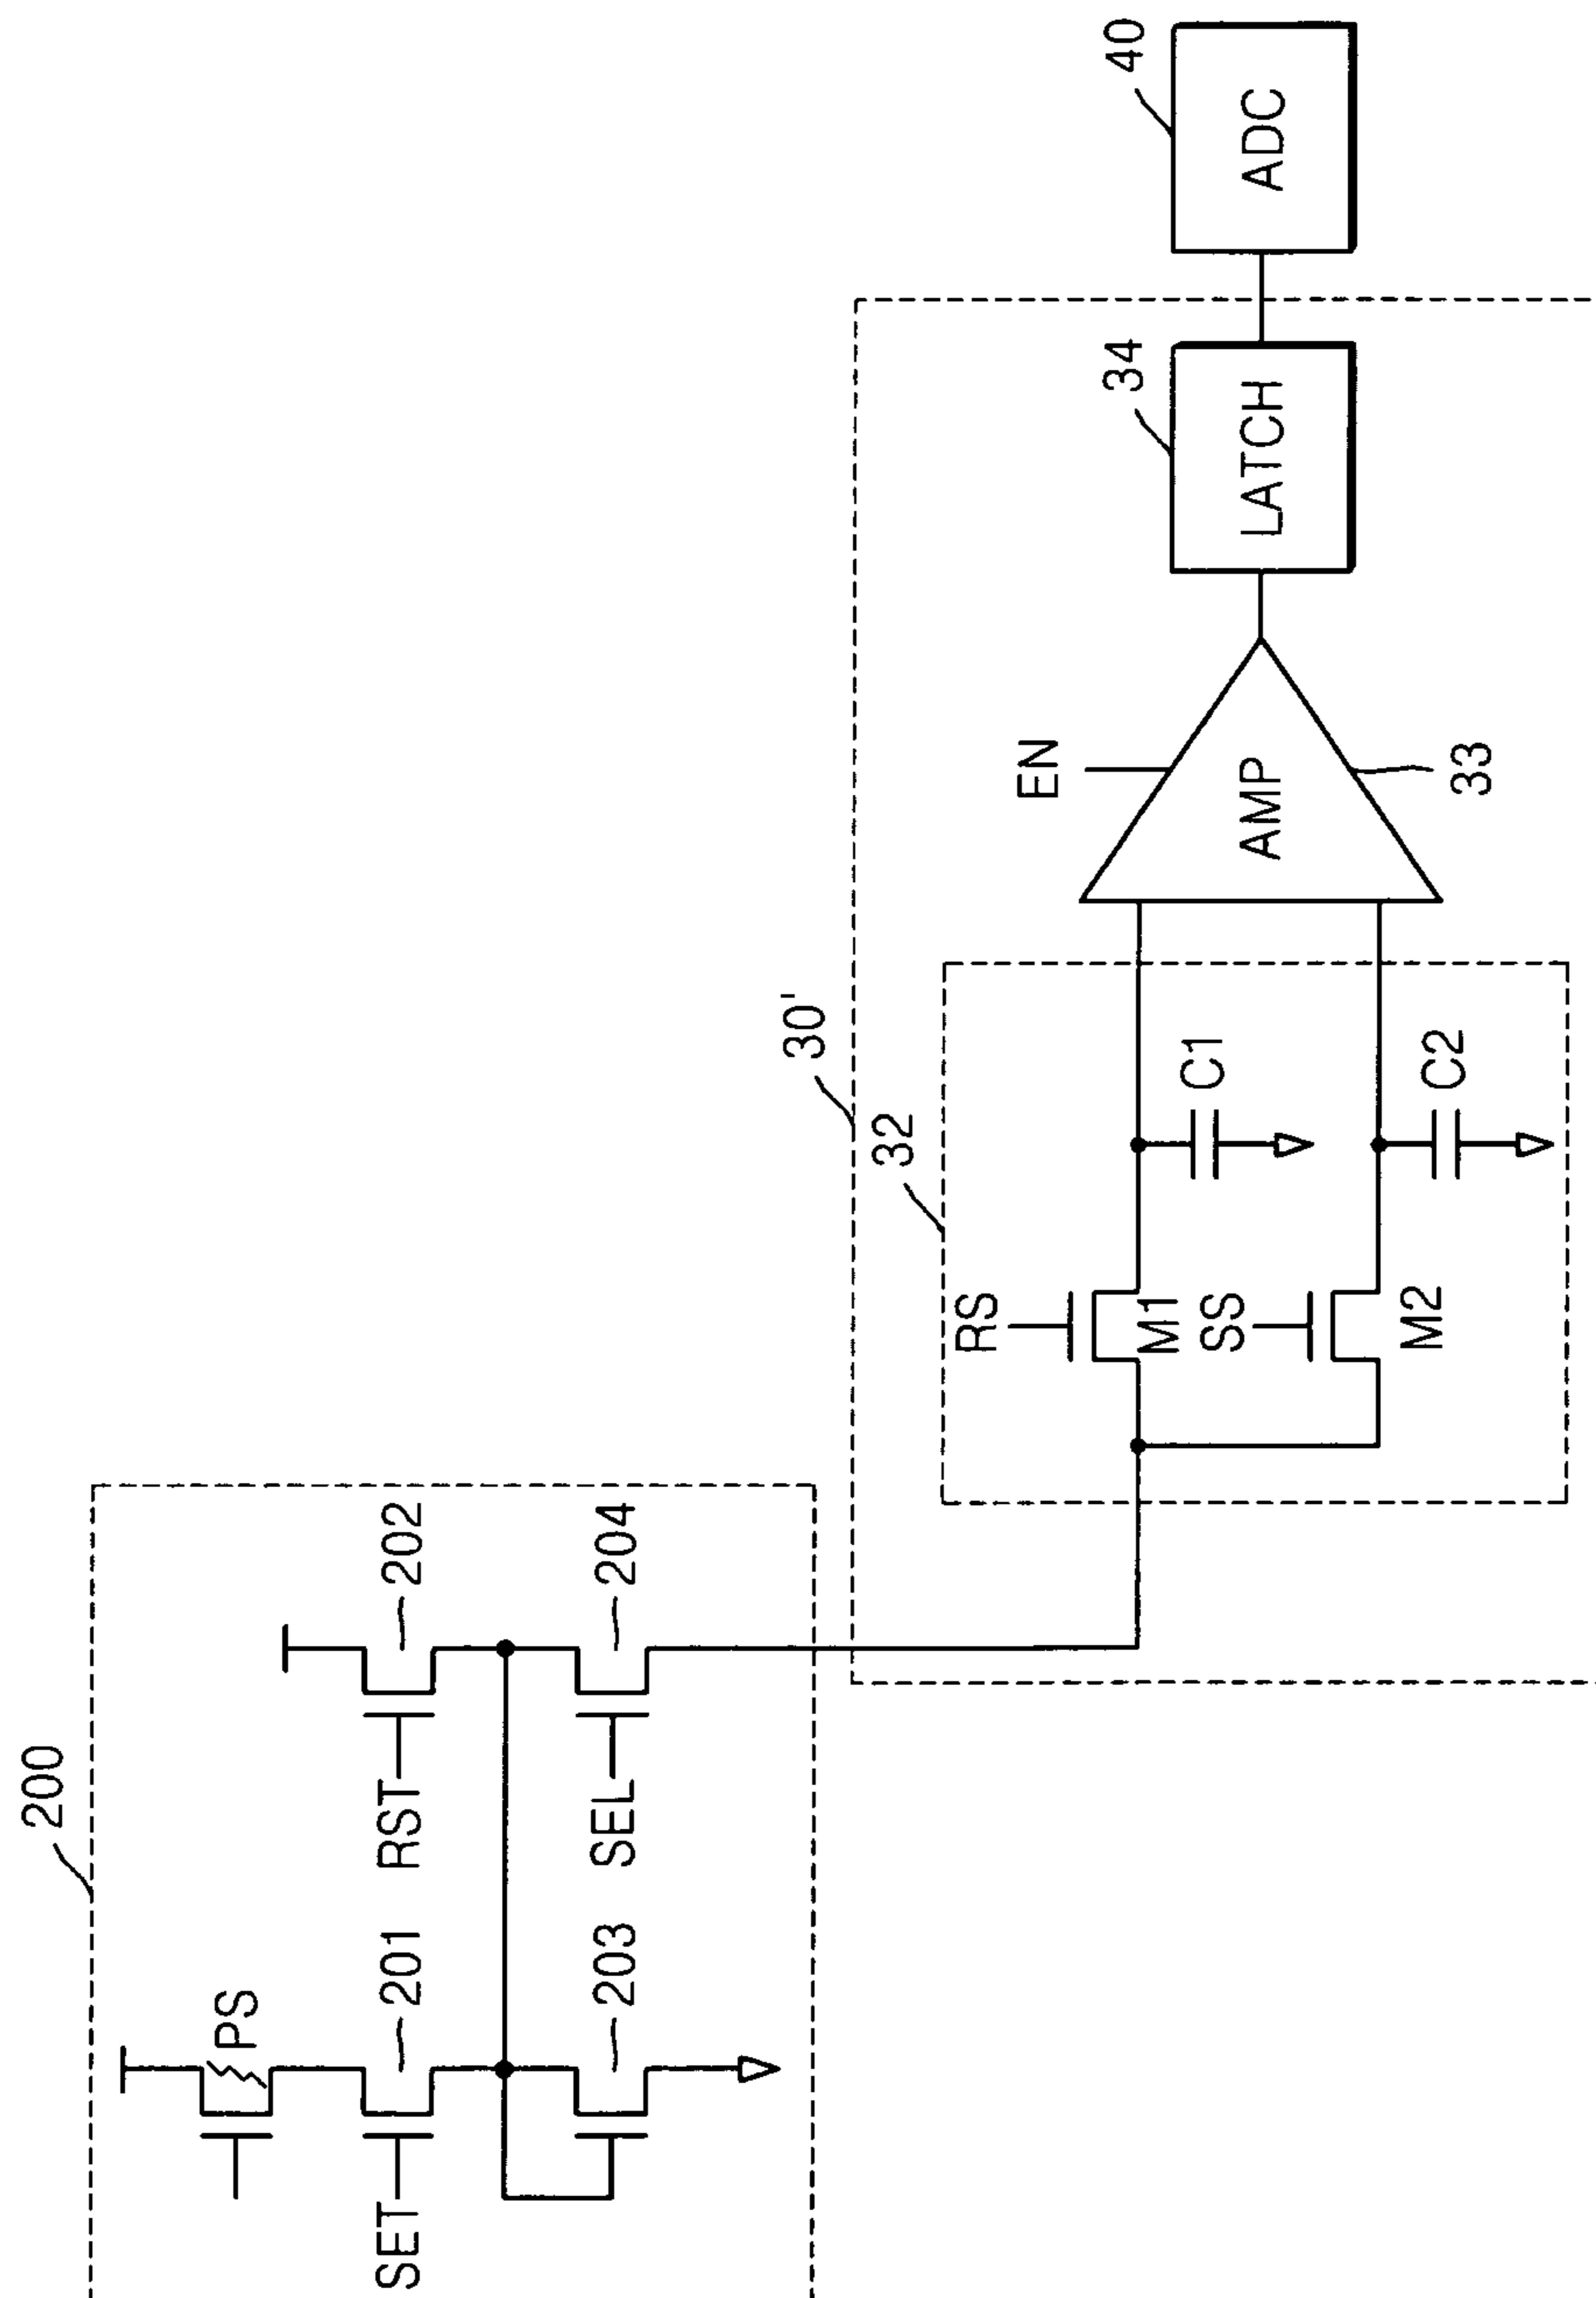 200
PS
SET
201
RST
202
203
SEL
204
30'
32
RS
M1
SS
M2
C1
C2
EN
AMP
33
34
LATCH
40
ADC